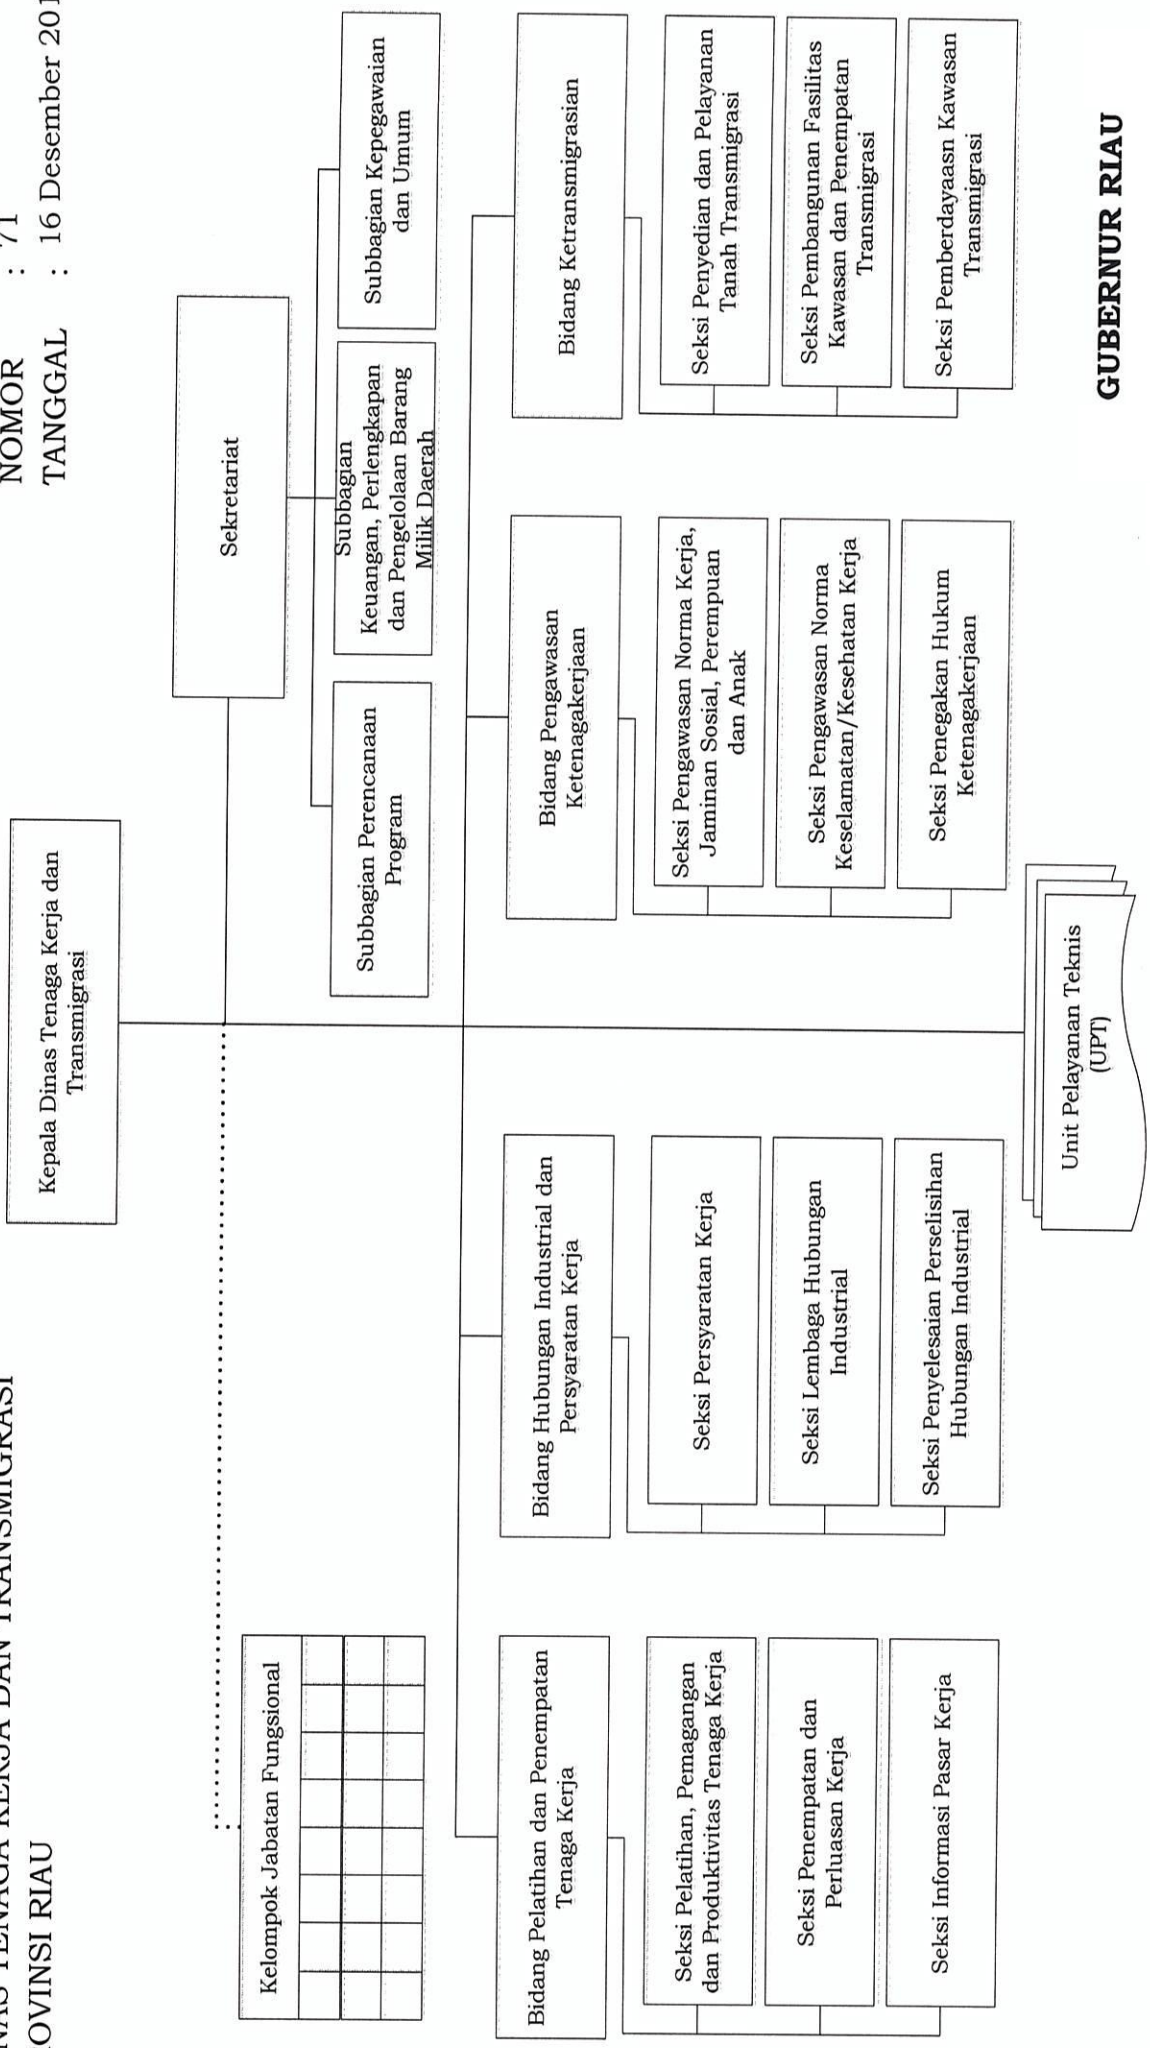 NAS TENAGA KERJA DAN TRANSMIGRASI
ROVINSI RIAU
NOMOR : 71
TANGGAL : 16 Desember 201
Kepala Dinas Tenaga Kerja dan
Transmigrasi
Sekretariat
Kelompok Jabatan Fungsional
Subbagian Perencanaan
Program
Subbagian
Keuangan, Perlengkapan
dan Pengelolaan Barang
Milik Daerah
Subbagian Kepegawaian
dan Umum
Bidang Pelatihan dan Penempatan
Tenaga Kerja
Seksi Pelatihan, Pemagangan
dan Produktivitas Tenaga Kerja
Seksi Penempatan dan
Perluasan Kerja
Seksi Informasi Pasar Kerja
Bidang Hubungan Industrial dan
Persyaratan Kerja
Seksi Persyaratan Kerja
Seksi Lembaga Hubungan
Industrial
Seksi Penyelesaian Perselisihan
Hubungan Industrial
Bidang Pengawasan
Ketenagakerjaan
Seksi Pengawasan Norma Kerja,
Jaminan Sosial, Perempuan
dan Anak
Seksi Pengawasan Norma
Keselamatan/Kesehatan Kerja
Seksi Penegakan Hukum
Ketenagakerjaan
Bidang Ketransmigrasian
Seksi Penyedian dan Pelayanan
Tanah Transmigrasi
Seksi Pembangunan Fasilitas
Kawasan dan Penempatan
Transmigrasi
Seksi Pemberdayaasn Kawasan
Transmigrasi
Unit Pelayanan Teknis
(UPT)
GUBERNUR RIAU